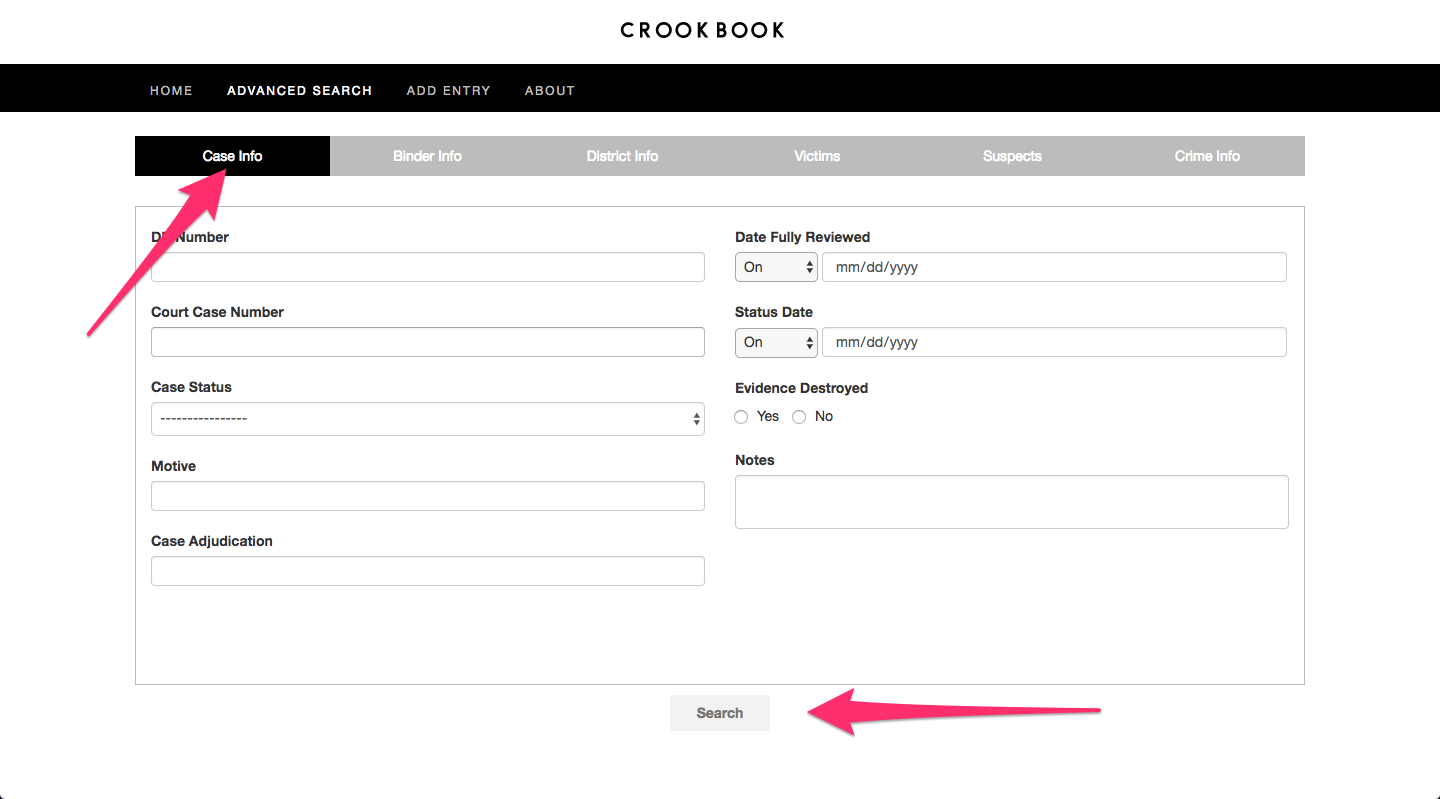 CROOK BOOK
HOME ADVANCED SEARCH ADD ENTRY ABOUT
Case Info Binder Info District Info Victims Suspects Crime Info
Number
Date Fully Reviewed
On mm/dd/yyyy
Court Case Number
Status Date
On mm/dd/yyyy
Case Status
----------------
Evidence Destroyed
Yes No
Motive
Notes
Case Adjudication
Search